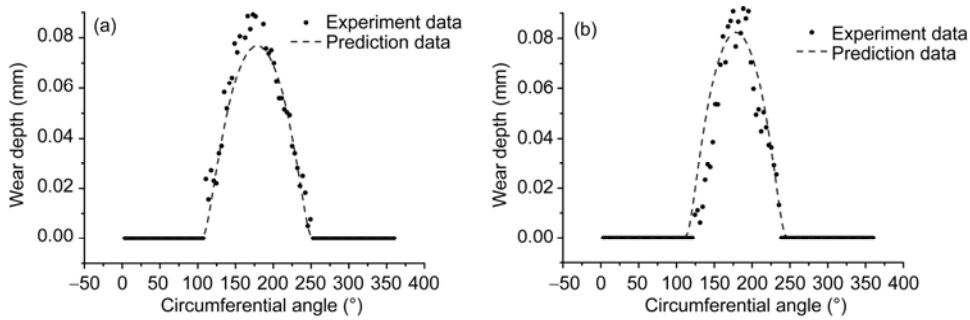 (a)
Experiment data
Prediction data
Wear depth (mm)
0.08
0.06
0.04
0.02
0.00
−50 0 50 100 150 200 250 300 350 400
Circumferential angle (°)
(b)
Experiment data
Prediction data
Wear depth (mm)
0.08
0.06
0.04
0.02
0.00
−50 0 50 100 150 200 250 300 350 400
Circumferential angle (°)